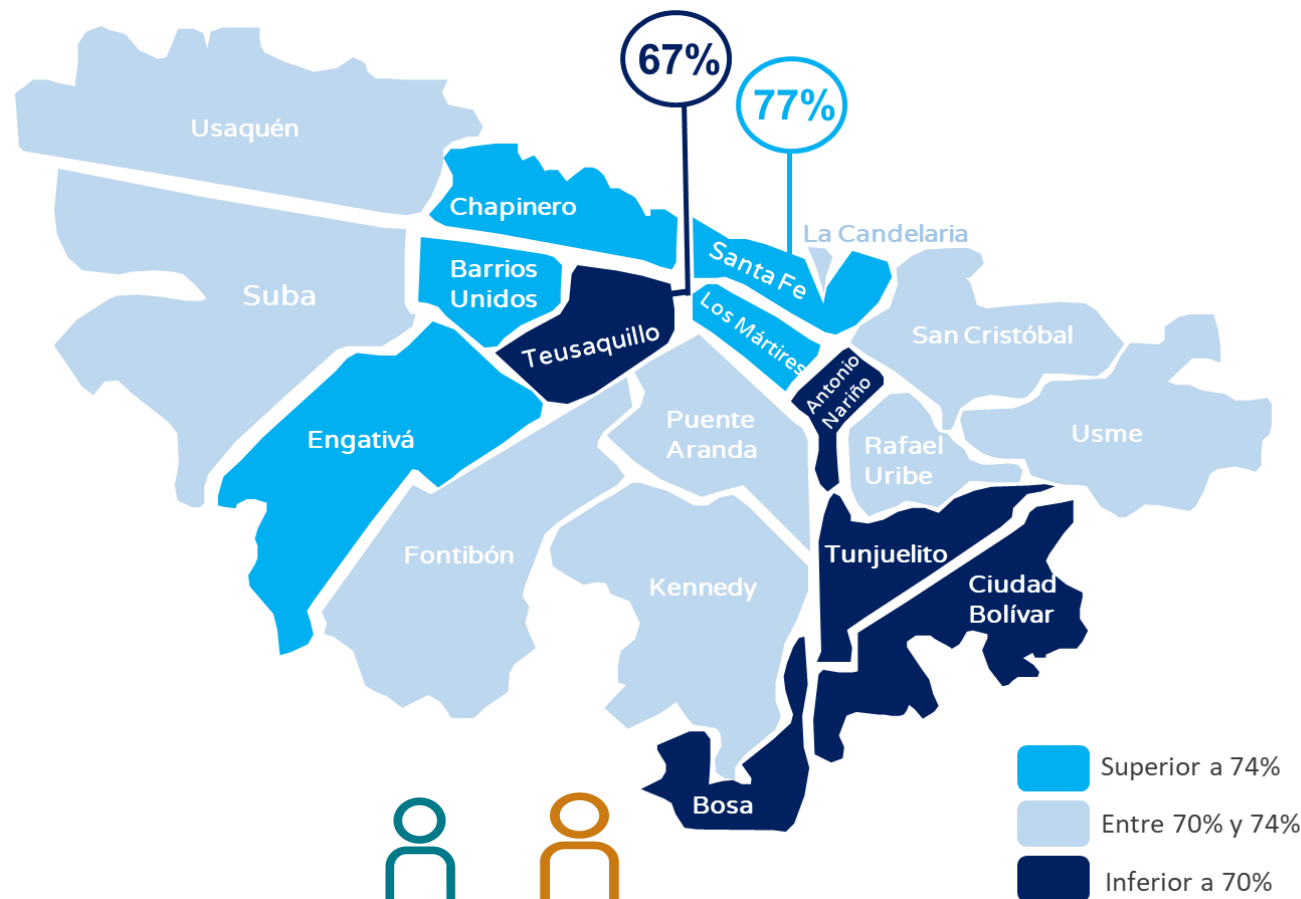 67%
77%
Usaquén
Chapinero
La Candelaria
Santa Fe
Barrios
Unidos
Suba
Los Mártires
San Cristóbal
Teusaquillo
Antonio
Nariño
Puente
Aranda
Engativá
Rafael
Uribe
Usme
Fontibón
Kennedy
Tunjuelito
Ciudad
Bolívar
Bosa
Superior a 74%
Entre 70% y 74%
Inferior a 70%